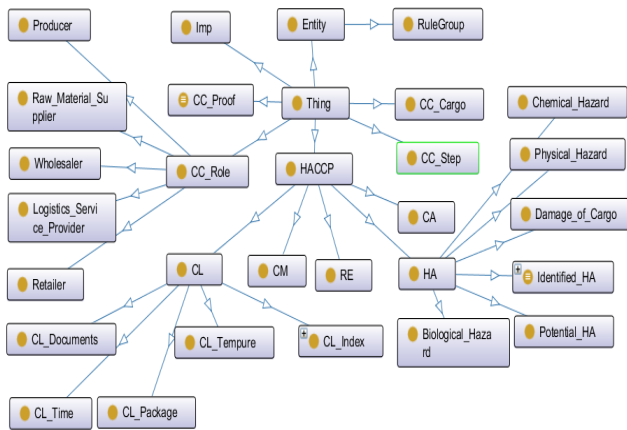 Producer
Imp
Entity
RuleGroup
Raw_Material_Su
pplier
CC_Proof
Thing
CC_Cargo
Chemical_Hazard
Wholesaler
CC_Role
HACCP
CC_Step
Physical_Hazard
Logistics_Servi
ce_Provider
CA
Damage_of_Cargo
Retailer
CL
CM
RE
HA
Identified_HA
CL_Documents
CL_Tempure
CL_Index
Biological_Haza
rd
Potential_HA
CL_Time
CL_Package